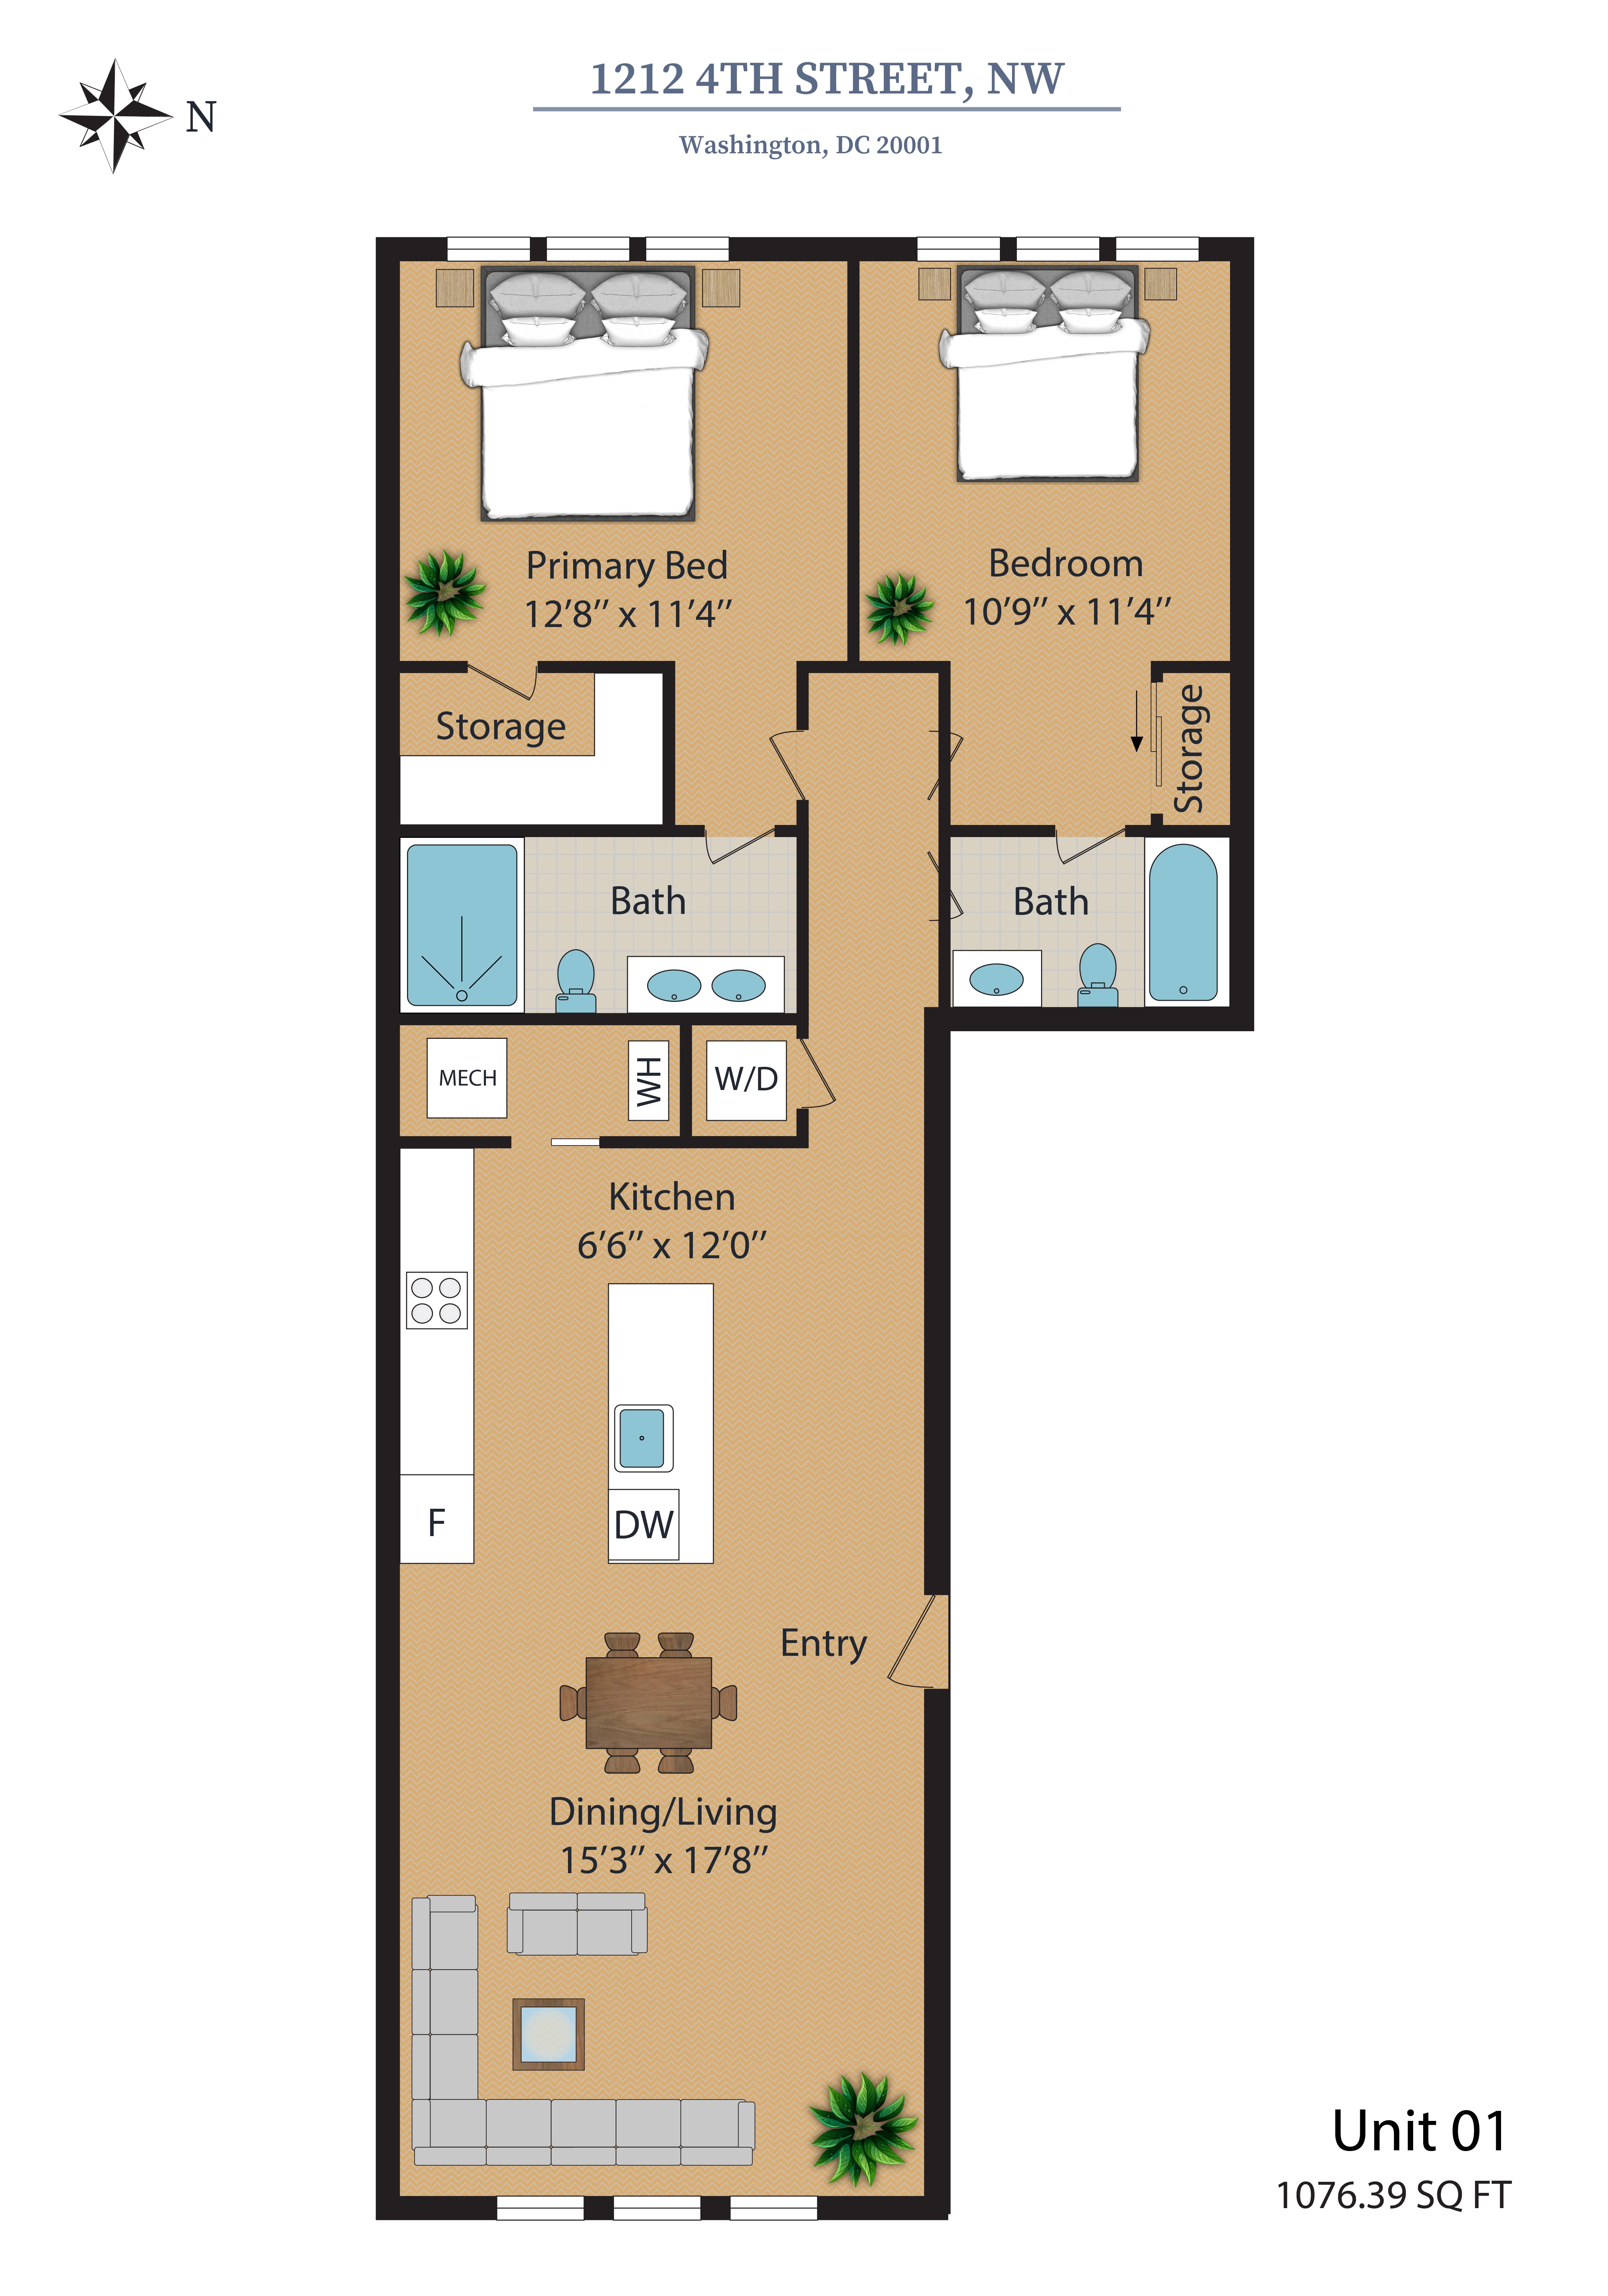 N
1212 4TH STREET, NW
Washington, DC 20001
Primary Bed
12’8’’ x 11’4’’
Bedroom
10’9’’ x 11’4’’
Storage
Storage
Bath
Bath
MECH
WH
W/D
Kitchen
6’6’’ x 12’0’’
F
DW
Entry
Dining/Living
15’3’’ x 17’8’’
Unit 01
1076.39 SQ FT